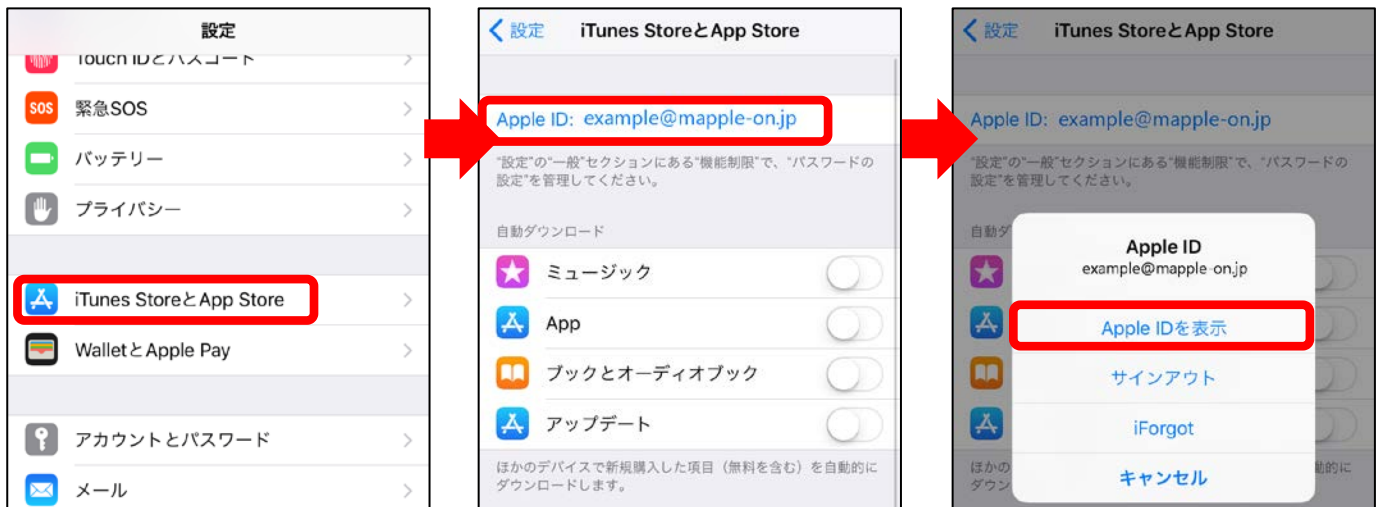 設定
Touch IDとパスコード
SOS
緊急SOS
バッテリー
プライバシー
iTunes StoreとApp Store
WalletとApple Pay
アカウントとパスワード
メール
設定
iTunes StoreとApp Store
Apple ID: example@mapple-on.jp
“設定”の“一般”セクションにある“機能制限”で、“パスワードの
設定”を管理してください。
自動ダウンロード
ミュージック
App
ブックとオーディオブック
アップデート
ほかのデバイスで新規購入した項目（無料を含む）を自動的に
ダウンロードします。
設定
iTunes StoreとApp Store
Apple ID: example@mapple-on.jp
“設定”の“一般”セクションにある“機能制限”で、“パスワードの
設定”を管理してください。
自動ダ
Apple ID
example@mapple-on.jp
Apple IDを表示
サインアウト
iForgot
キャンセル
ほかの
動的に
ダウン